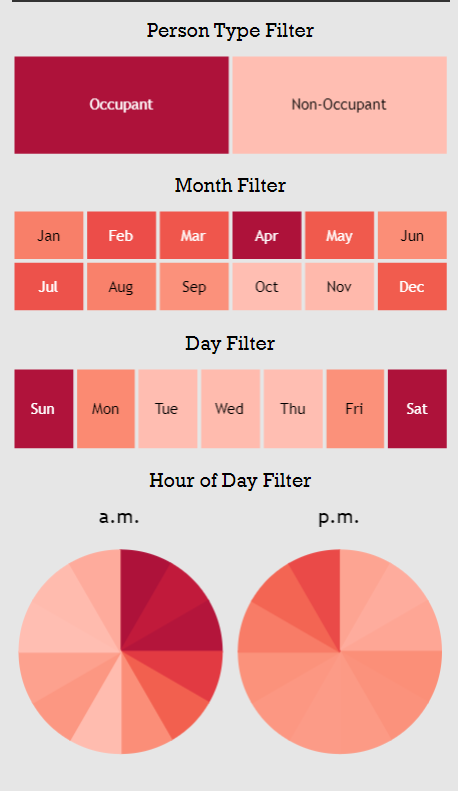 Person Type Filter
Occupant Non-Occupant
Month Filter
Jan Feb Mar Apr May Jun
Jul Aug Sep Oct Nov Dec
Day Filter
Sun Mon Tue Wed Thu Fri Sat
Hour of Day Filter
a.m. p.m.